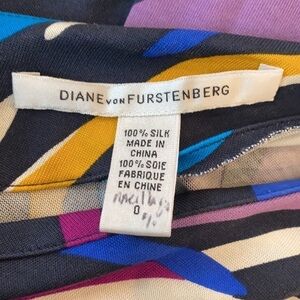 DIANE VON FURSTENBERG
100% SILK
MADE IN
CHINA
100% SOIE
FABRIQUE
EN CHINE
0